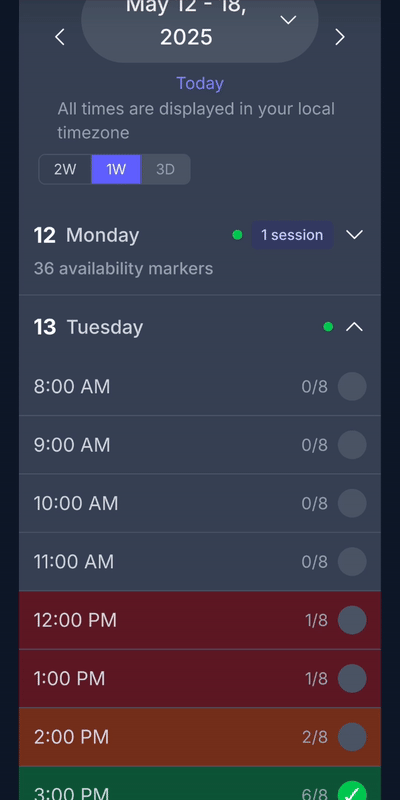 May 12 - 18,
2025
Today
All times are displayed in your local
timezone
2W 1W 3D
12 Monday 1 session
36 availability markers
13 Tuesday
8:00 AM 0/8
9:00 AM 0/8
10:00 AM 0/8
11:00 AM 0/8
12:00 PM 1/8
1:00 PM 1/8
2:00 PM 2/8
3:00 PM 6/8